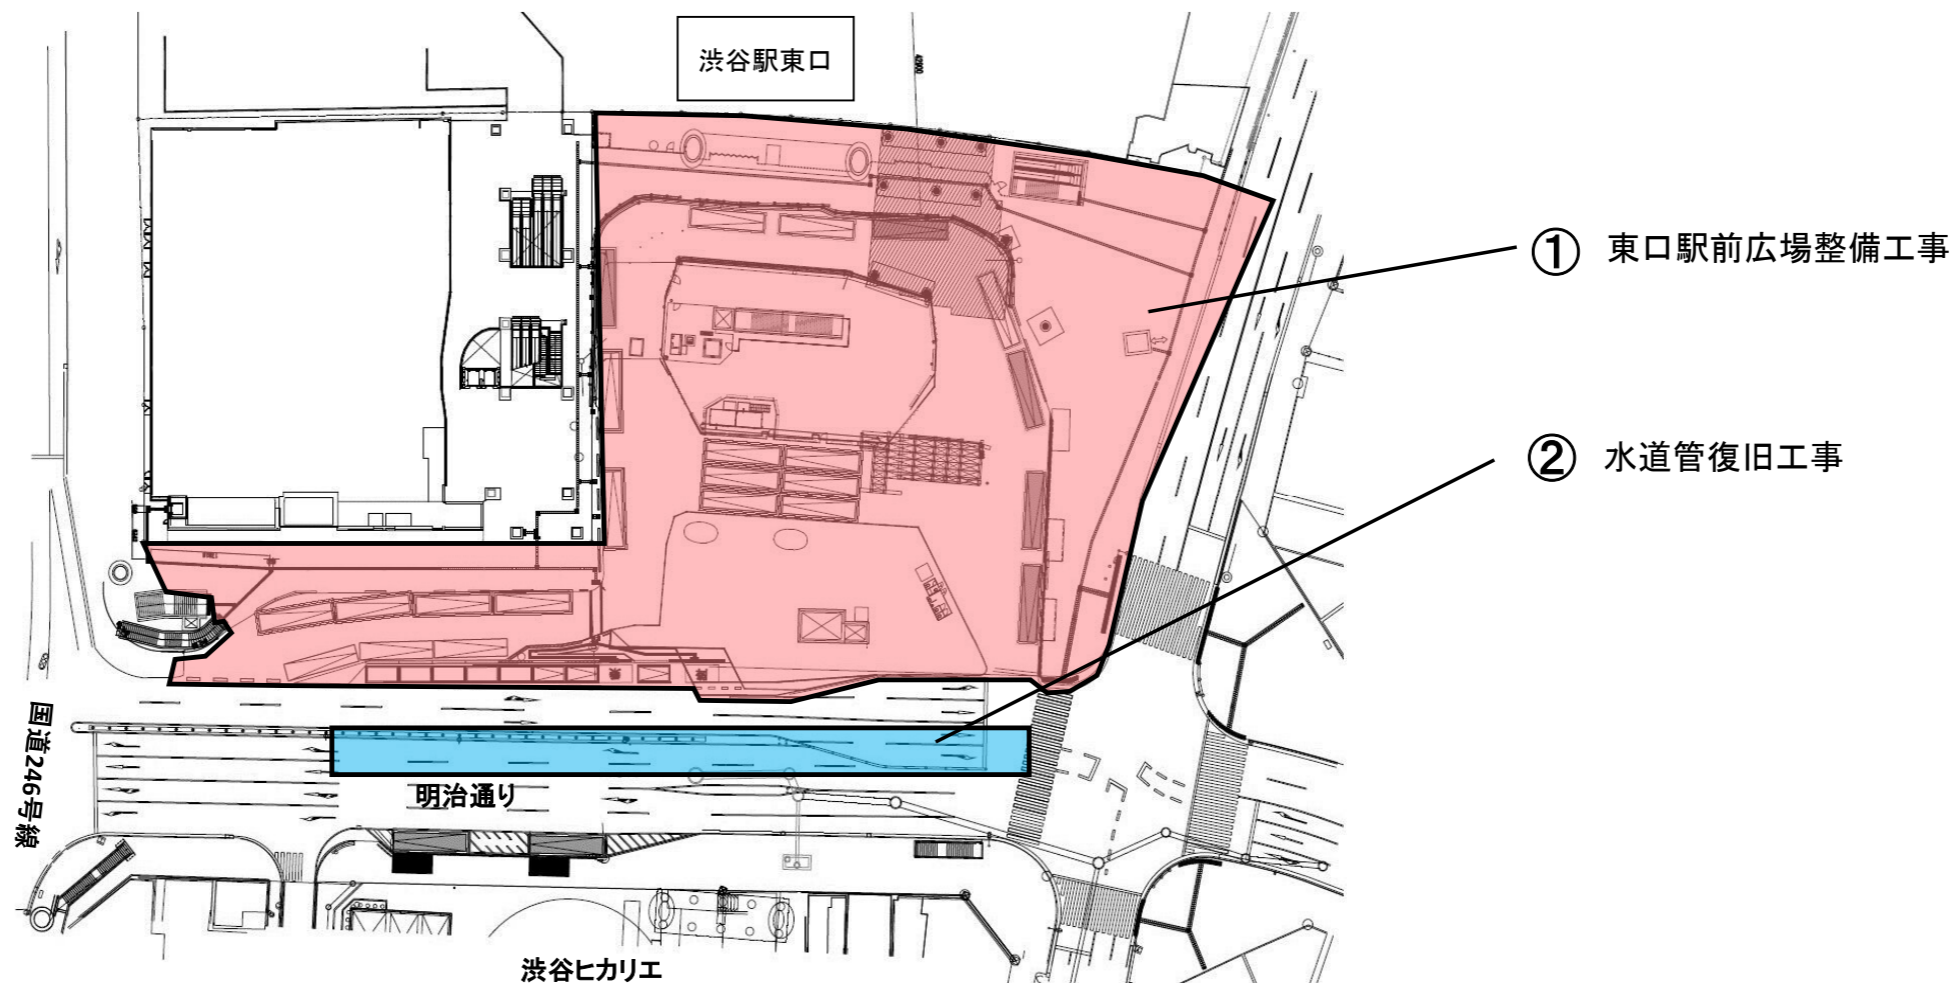 渋谷駅東口
42900
① 東口駅前広場整備工事
② 水道管復旧工事
国道246号線
明治通り
渋谷ヒカリエ